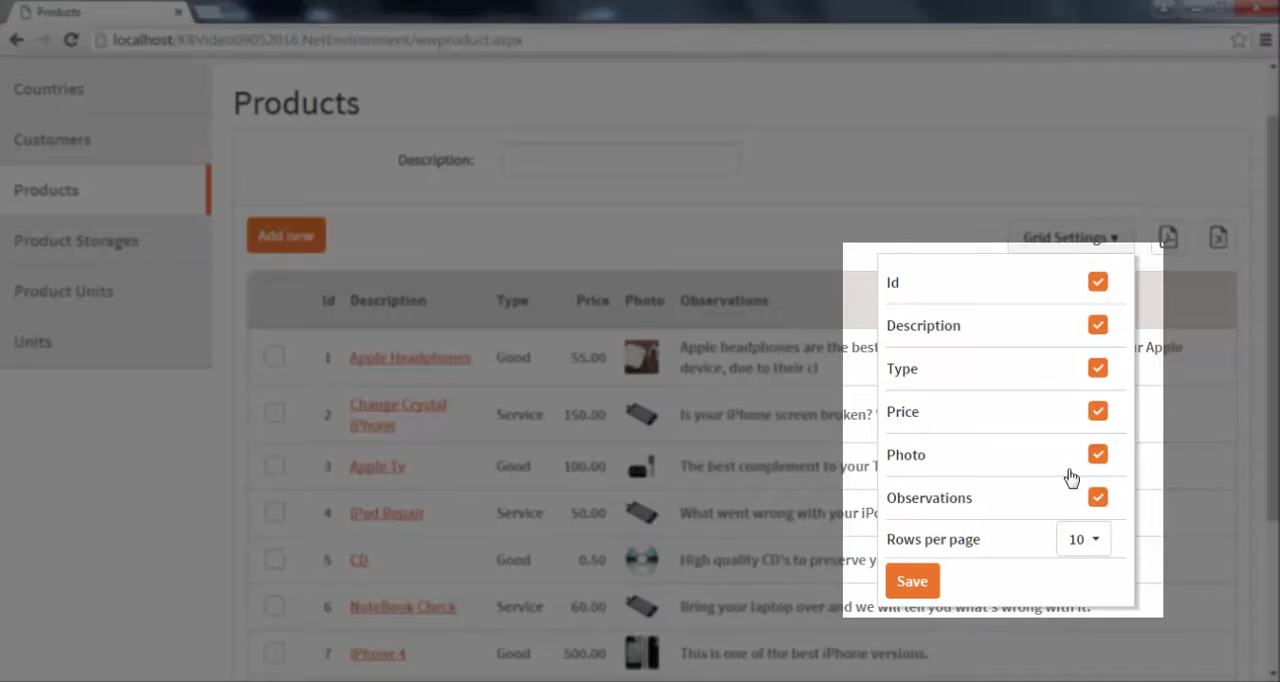 Products
localhost/XBVideos09052016.NetEnvironment/wwproduct.aspx
Countries
Customers
Products
Product Storages
Product Units
Units
Products
Description:
Add new
Grid Settings ▾
Id Description Type Price Photo Observations
1 Apple Headphones Good 55.00 Apple headphones are the best ur Apple
device, due to their cl
2 Change Crystal
iPhone Service 150.00 Is your iPhone screen broken?
3 Apple Tv Good 100.00 The best complement to your T
4 iPod Repair Service 50.00 What went wrong with your iPo
5 CD Good 0.50 High quality CD's to preserve y
6 NoteBook Check Service 60.00 Bring your laptop over and we will tell you what's wrong with it.
7 iPhone 4 Good 500.00 This is one of the best iPhone versions.
Id
Description
Type
Price
Photo
Observations
Rows per page 10
Save